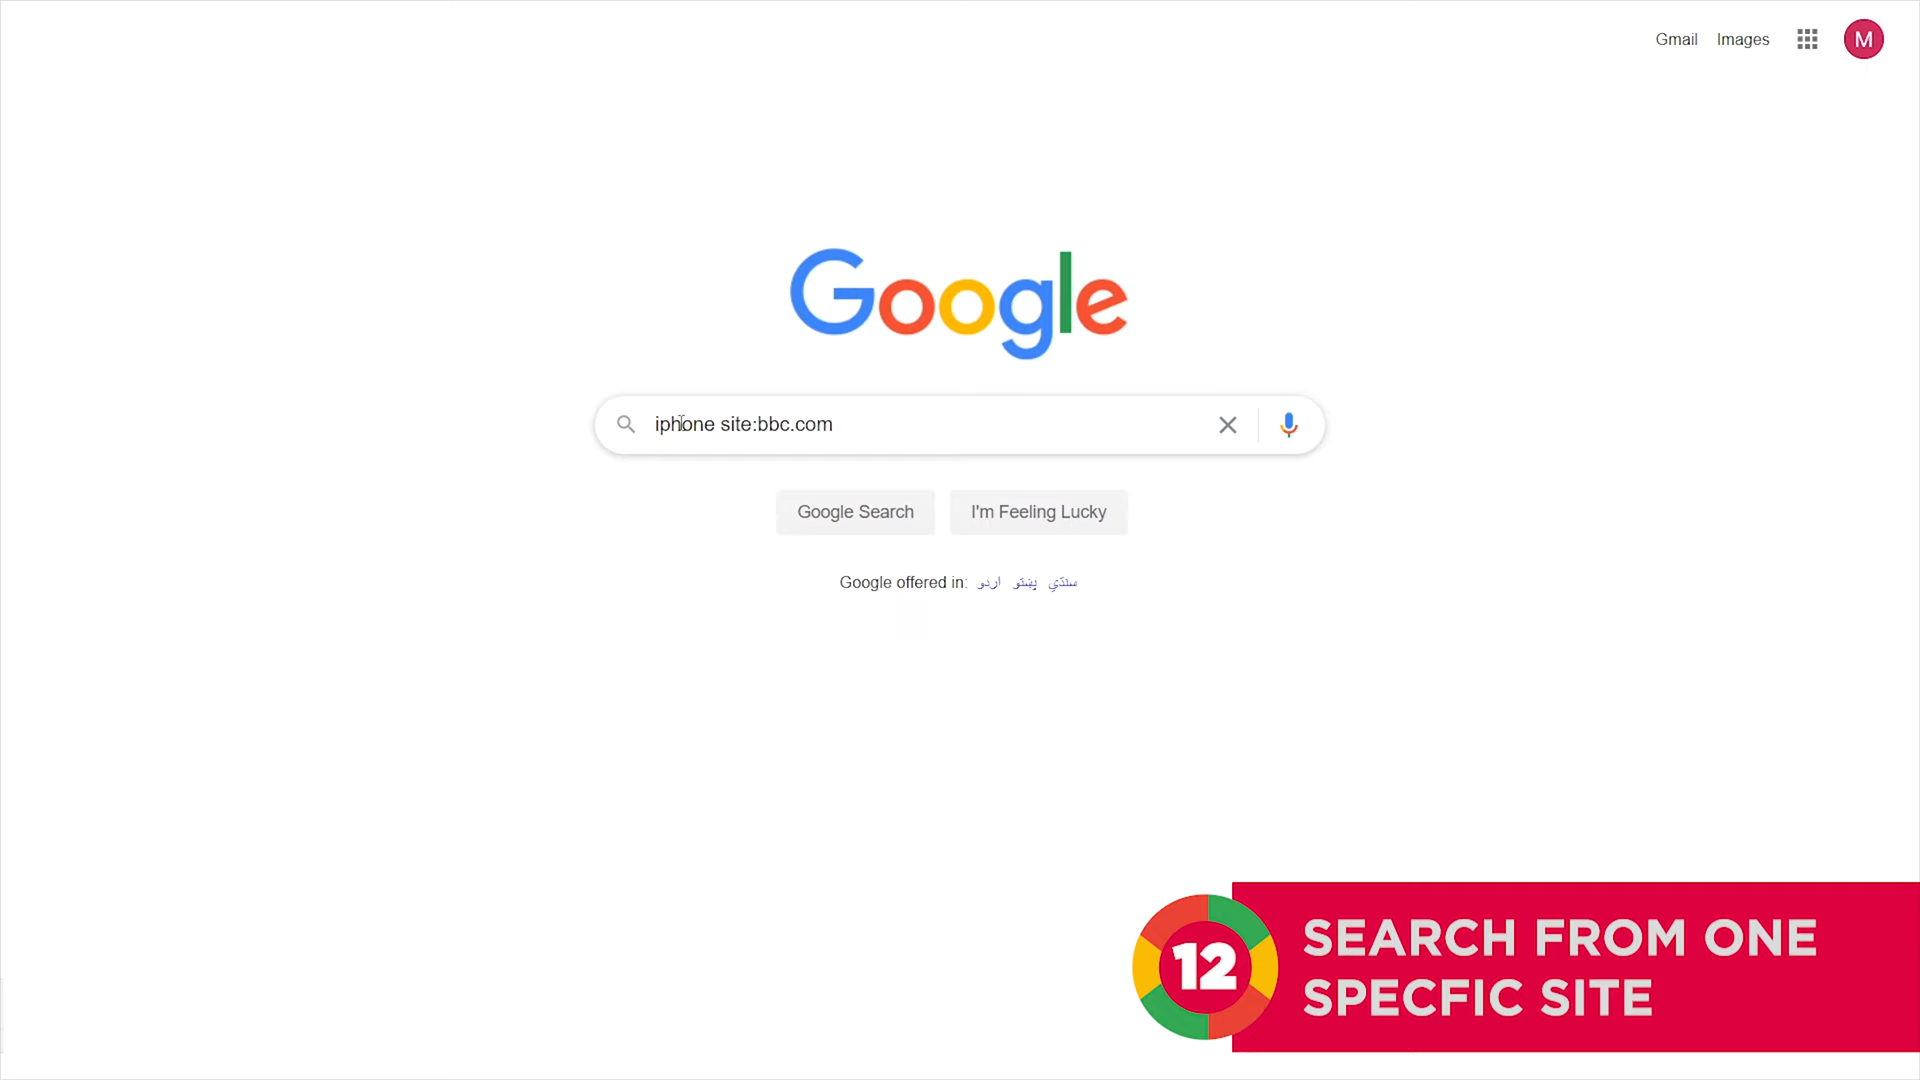 Gmail Images M
Google
iphone site:bbc.com
Google Search I'm Feeling Lucky
Google offered in: اردو پښتو سنڌي
12
SEARCH FROM ONE
SPECFIC SITE